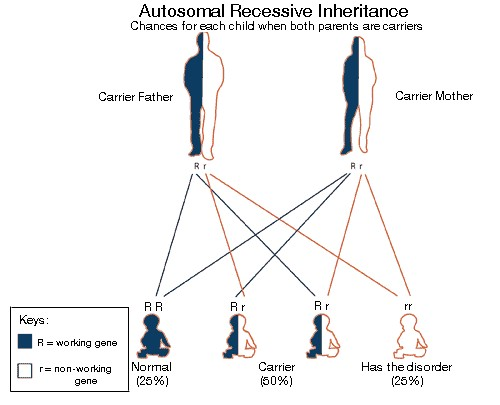 Autosomal Recessive Inheritance
Chances for each child when both parents are carriers
Carrier Father
Carrier Mother
R r
R r
R R
R r
R r
rr
Keys:
R = working gene
r = non-working
gene
Normal
(25%)
Carrier
(50%)
Has the disorder
(25%)